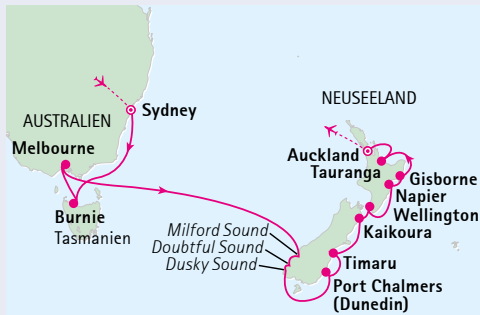 NEUSEELAND
Sydney
AUSTRALIEN
Melbourne
Auckland
Tauranga
Gisborne
Napier
Wellington
Burnie
Tasmanien
Kaikoura
Milford Sound
Doubtful Sound
Dusky Sound
Timaru
Port Chalmers
(Dunedin)